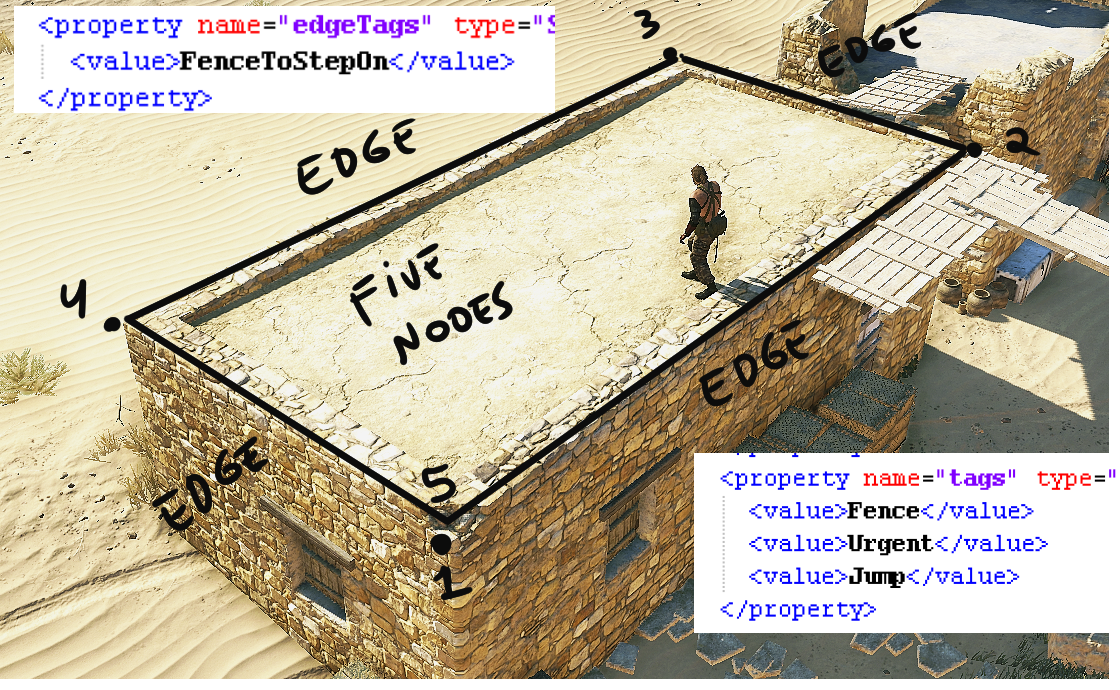 <property name="edgeTags" type="S
<value>FenceToStepOn</value>
</property>
3
EDGE
2
EDGE
4
FIVE
NODES
EDGE
5
EDGE
1
<property name="tags" type="
<value>Fence</value>
<value>Urgent</value>
<value>Jump</value>
</property>